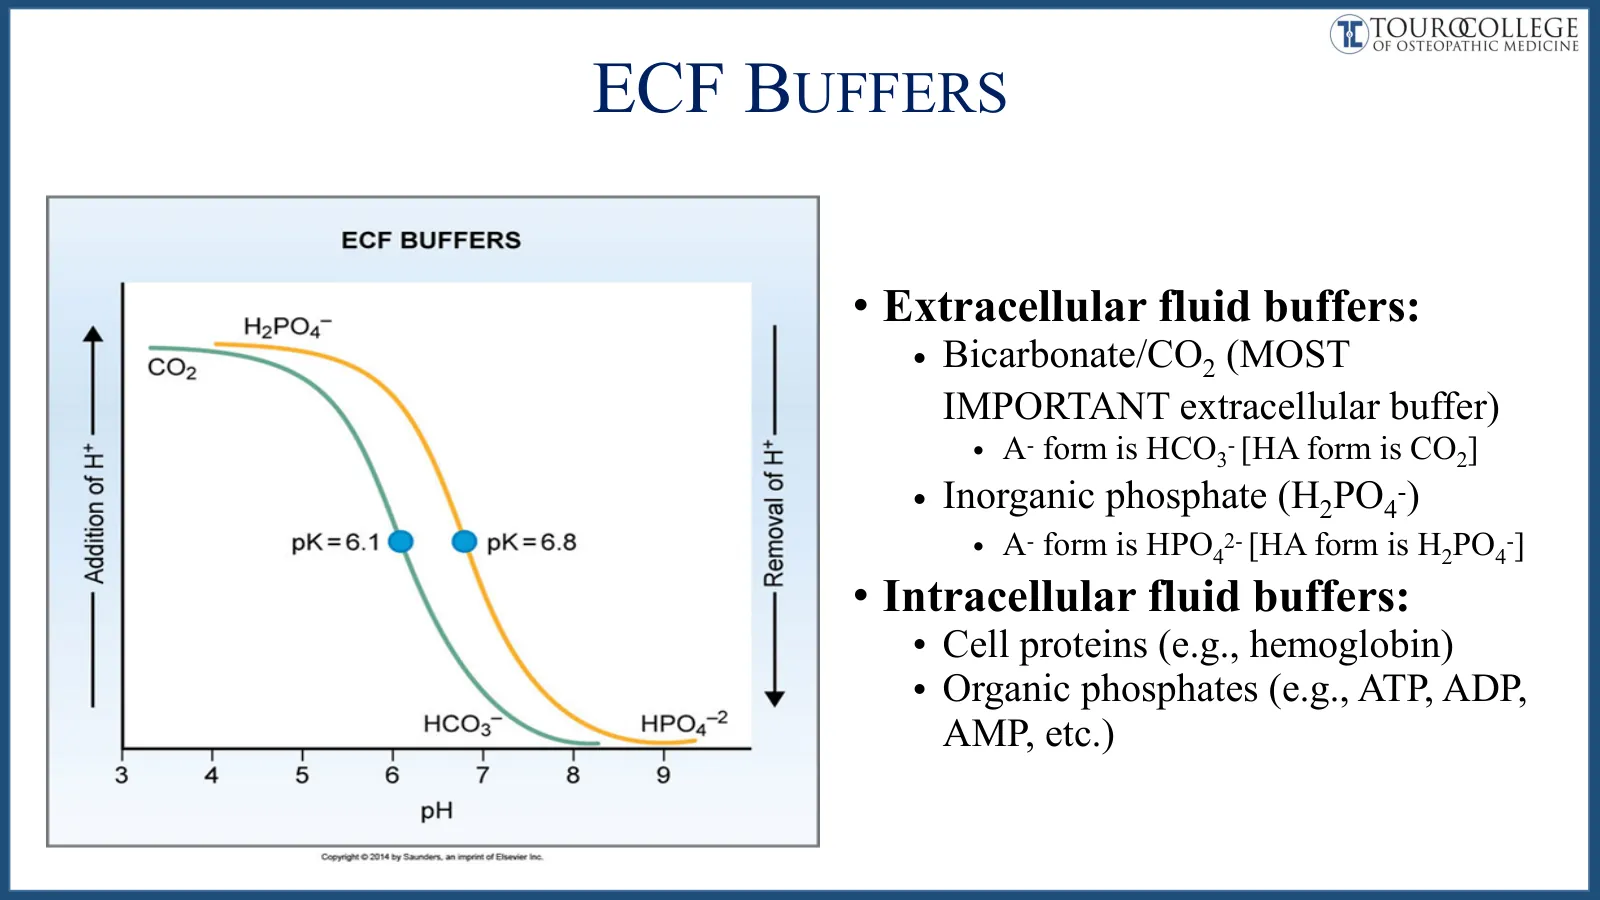 TOURO COLLEGE
OF OSTEOPATHIC MEDICINE
ECF BUFFERS
ECF BUFFERS
H₂PO₄⁻
CO₂
Addition of H⁺
Removal of H⁺
pK = 6.1
pK = 6.8
HCO₃⁻
HPO₄⁻²
3 4 5 6 7 8 9
pH
Copyright © 2014 by Saunders, an imprint of Elsevier Inc.
• Extracellular fluid buffers:
• Bicarbonate/CO₂ (MOST
IMPORTANT extracellular buffer)
• A- form is HCO₃⁻ [HA form is CO₂]
• Inorganic phosphate (H₂PO₄⁻)
• A- form is HPO₄²⁻ [HA form is H₂PO₄⁻]
• Intracellular fluid buffers:
• Cell proteins (e.g., hemoglobin)
• Organic phosphates (e.g., ATP, ADP,
AMP, etc.)